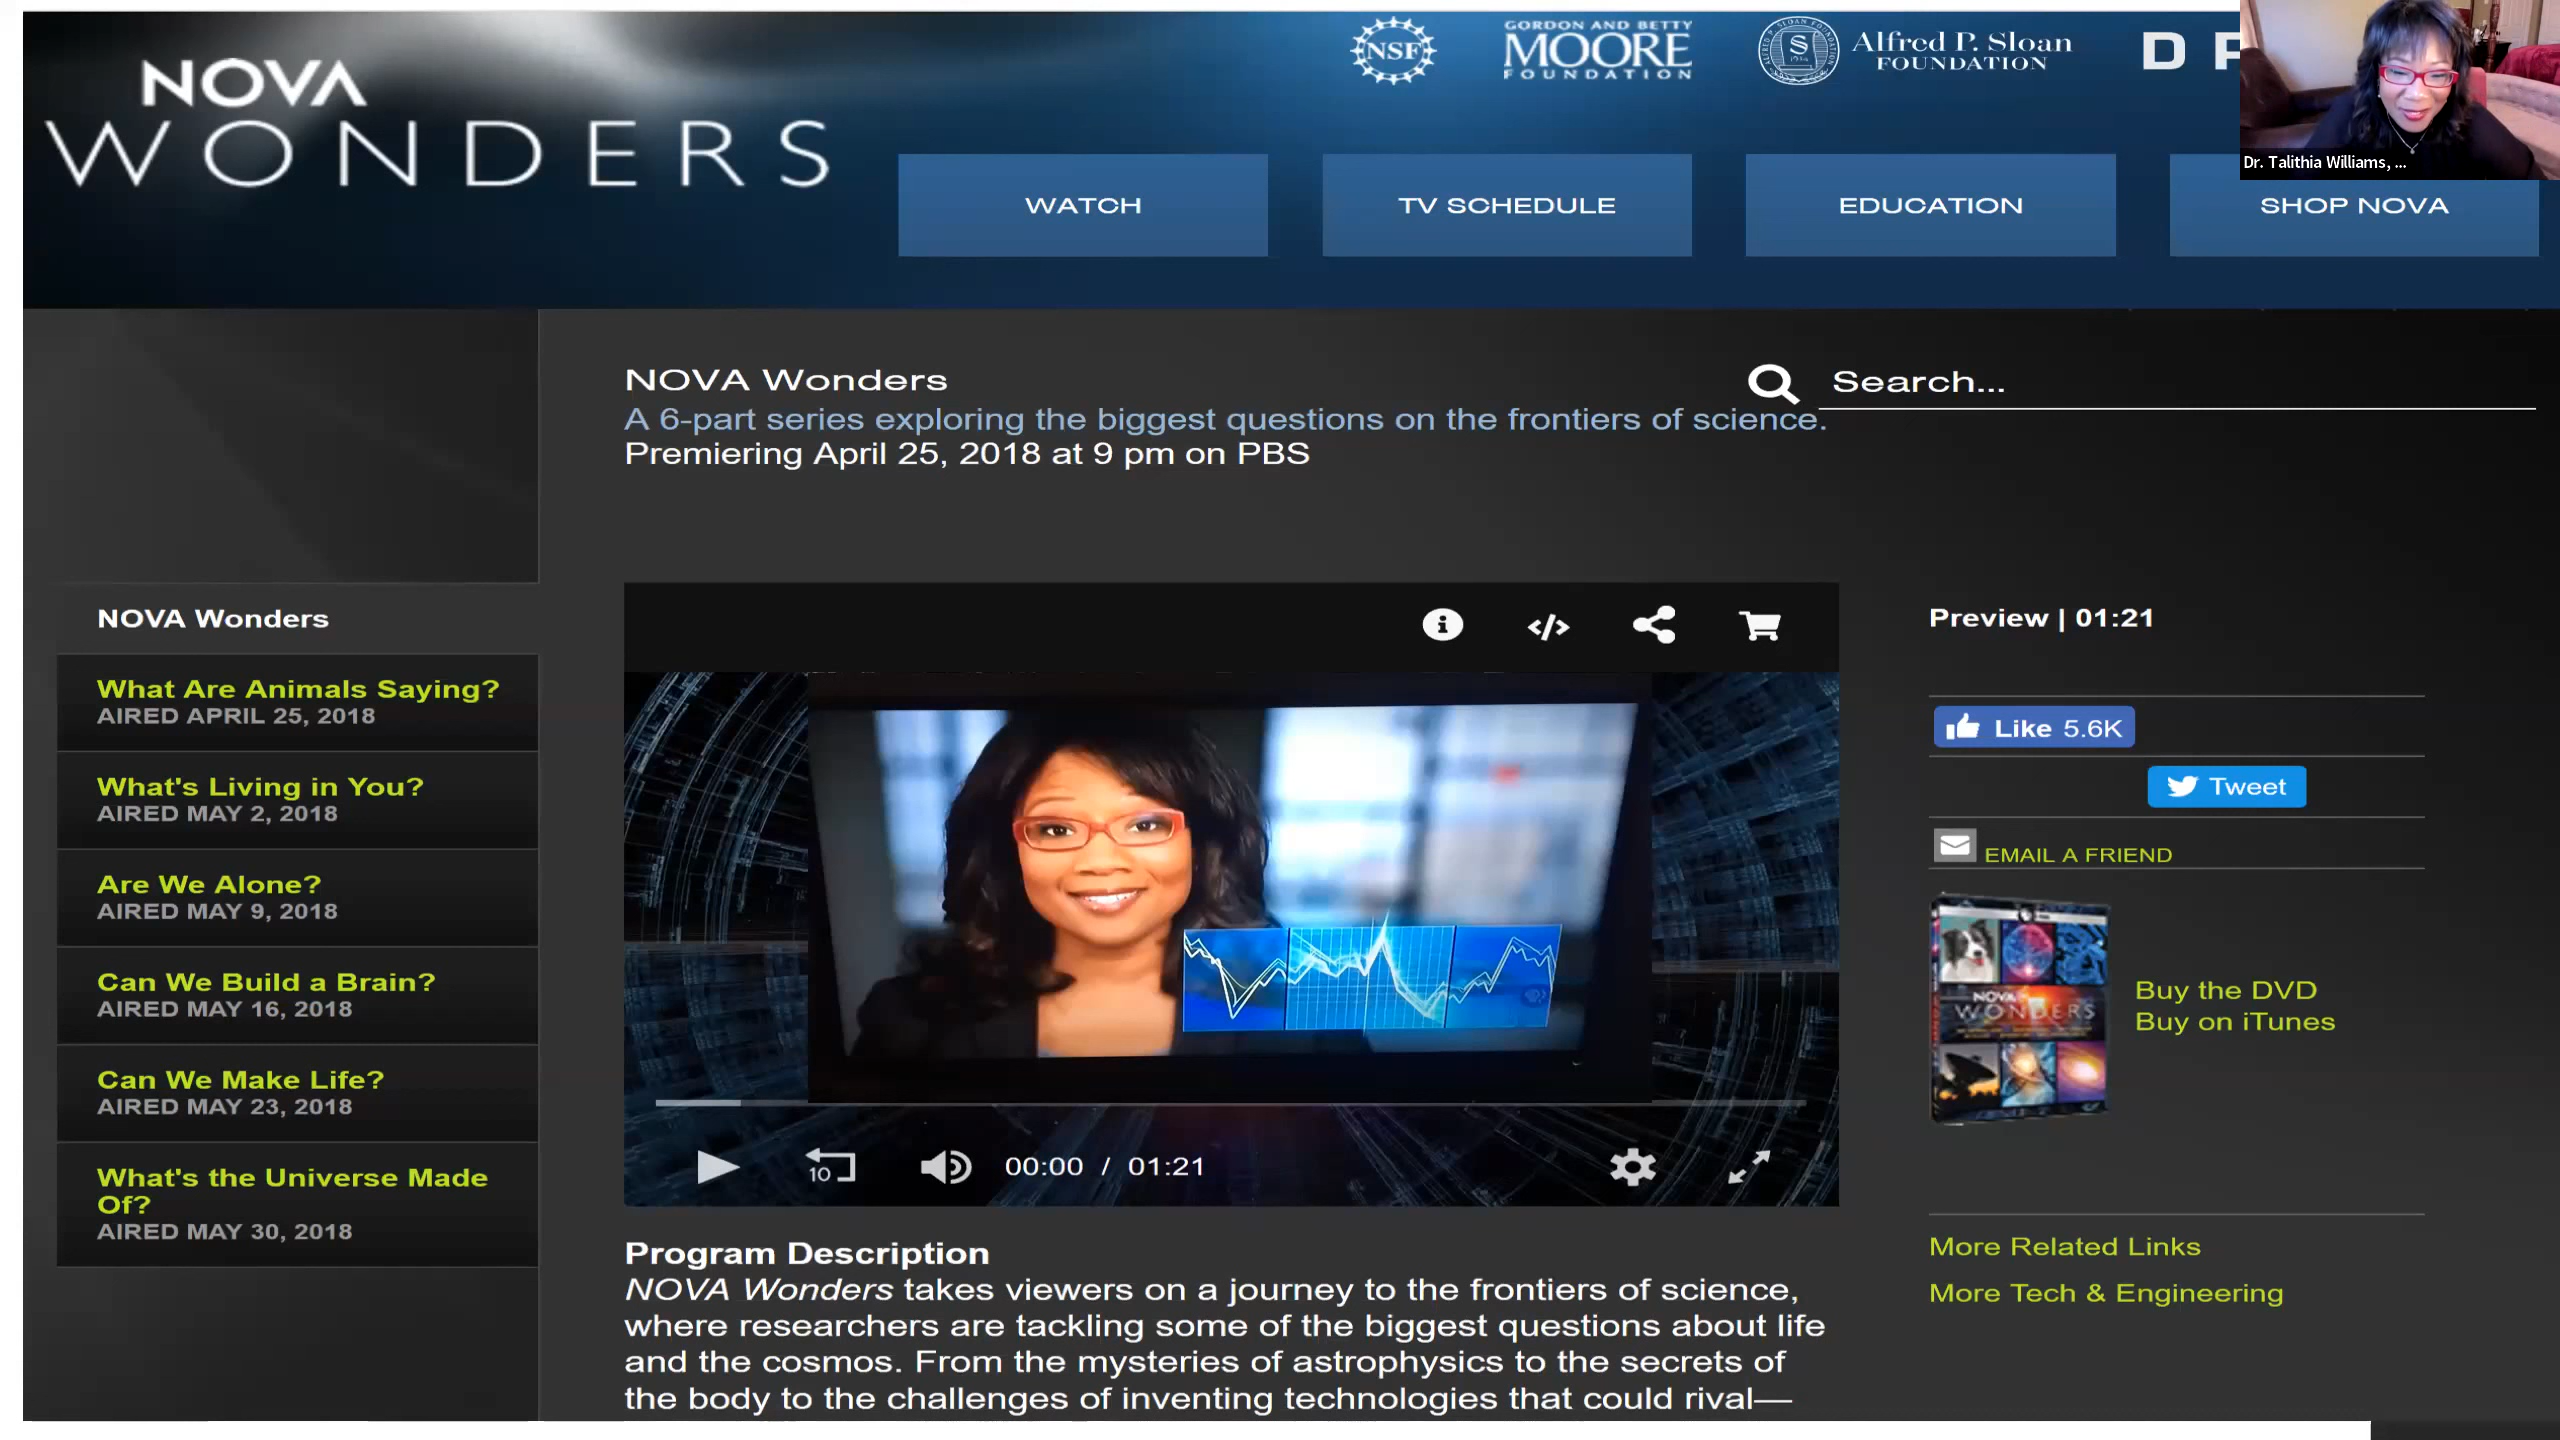 NOVA
WONDERS
NSF
GORDON AND BETTY
MOORE
FOUNDATION
S
Alfred P. Sloan
FOUNDATION
D
Dr. Talithia Williams, ...
WATCH
TV SCHEDULE
EDUCATION
SHOP NOVA
NOVA Wonders
A 6-part series exploring the biggest questions on the frontiers of science.
Premiering April 25, 2018 at 9 pm on PBS
Search...
NOVA Wonders
What Are Animals Saying?
AIRED APRIL 25, 2018
What's Living in You?
AIRED MAY 2, 2018
Are We Alone?
AIRED MAY 9, 2018
Can We Build a Brain?
AIRED MAY 16, 2018
Can We Make Life?
AIRED MAY 23, 2018
What's the Universe Made
Of?
AIRED MAY 30, 2018
10
00:00 / 01:21
Program Description
NOVA Wonders takes viewers on a journey to the frontiers of science,
where researchers are tackling some of the biggest questions about life
and the cosmos. From the mysteries of astrophysics to the secrets of
the body to the challenges of inventing technologies that could rival—
Preview | 01:21
Like 5.6K
Tweet
EMAIL A FRIEND
NOVA
WONDERS
Buy the DVD
Buy on iTunes
More Related Links
More Tech & Engineering